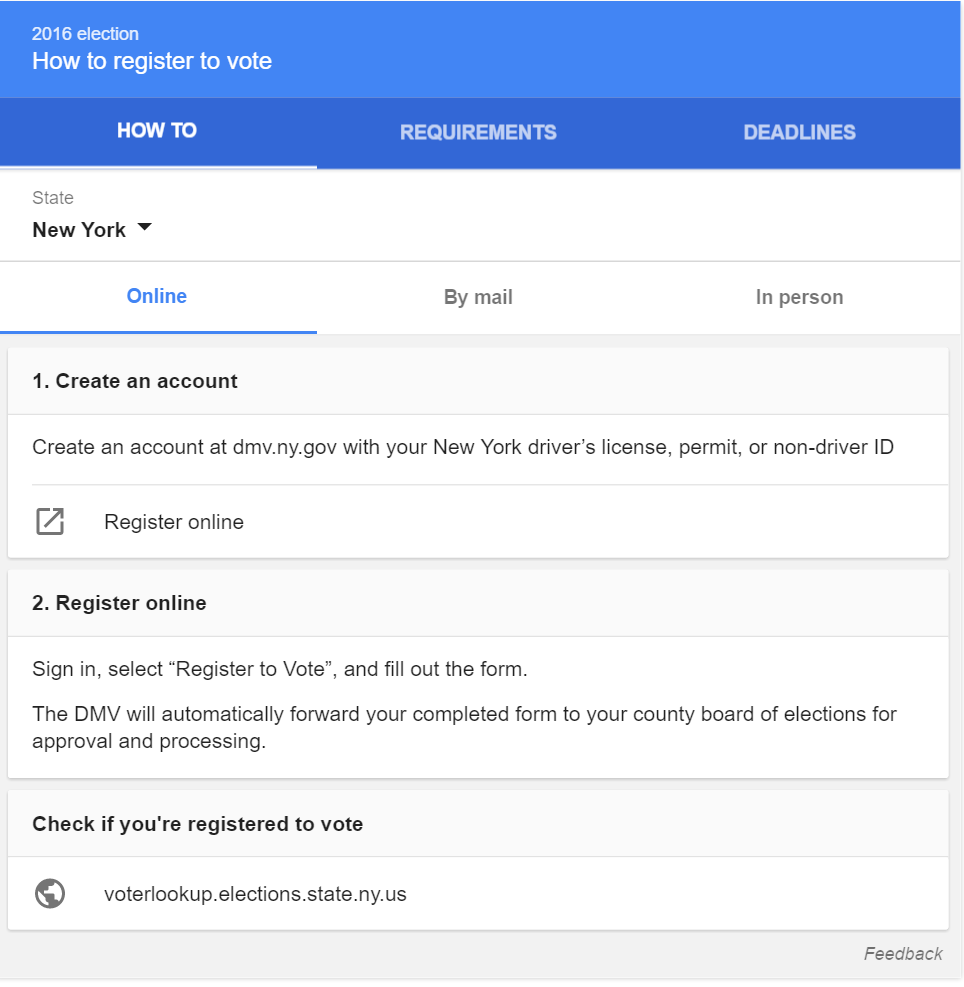 2016 election
How to register to vote
HOW TO
REQUIREMENTS
DEADLINES
State
New York
Online
By mail
In person
1. Create an account
Create an account at dmv.ny.gov with your New York driver’s license, permit, or non-driver ID
Register online
2. Register online
Sign in, select “Register to Vote”, and fill out the form.
The DMV will automatically forward your completed form to your county board of elections for
approval and processing.
Check if you're registered to vote
voterlookup.elections.state.ny.us
Feedback